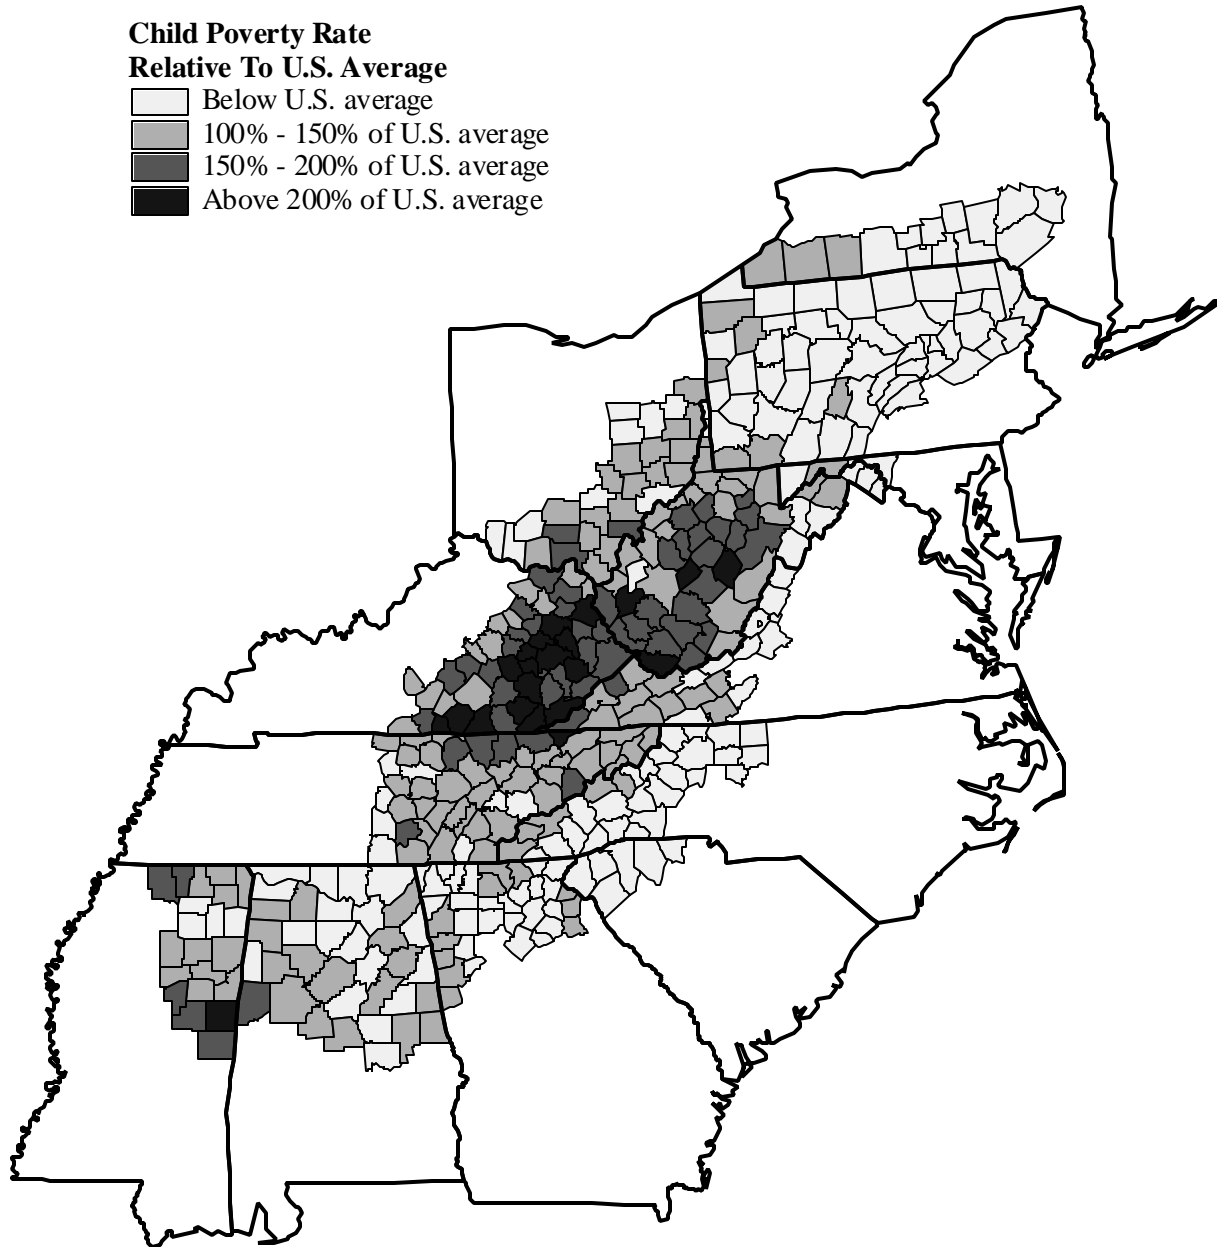 Child Poverty Rate
Relative To U.S. Average
Below U.S. average
100% - 150% of U.S. average
150% - 200% of U.S. average
Above 200% of U.S. average